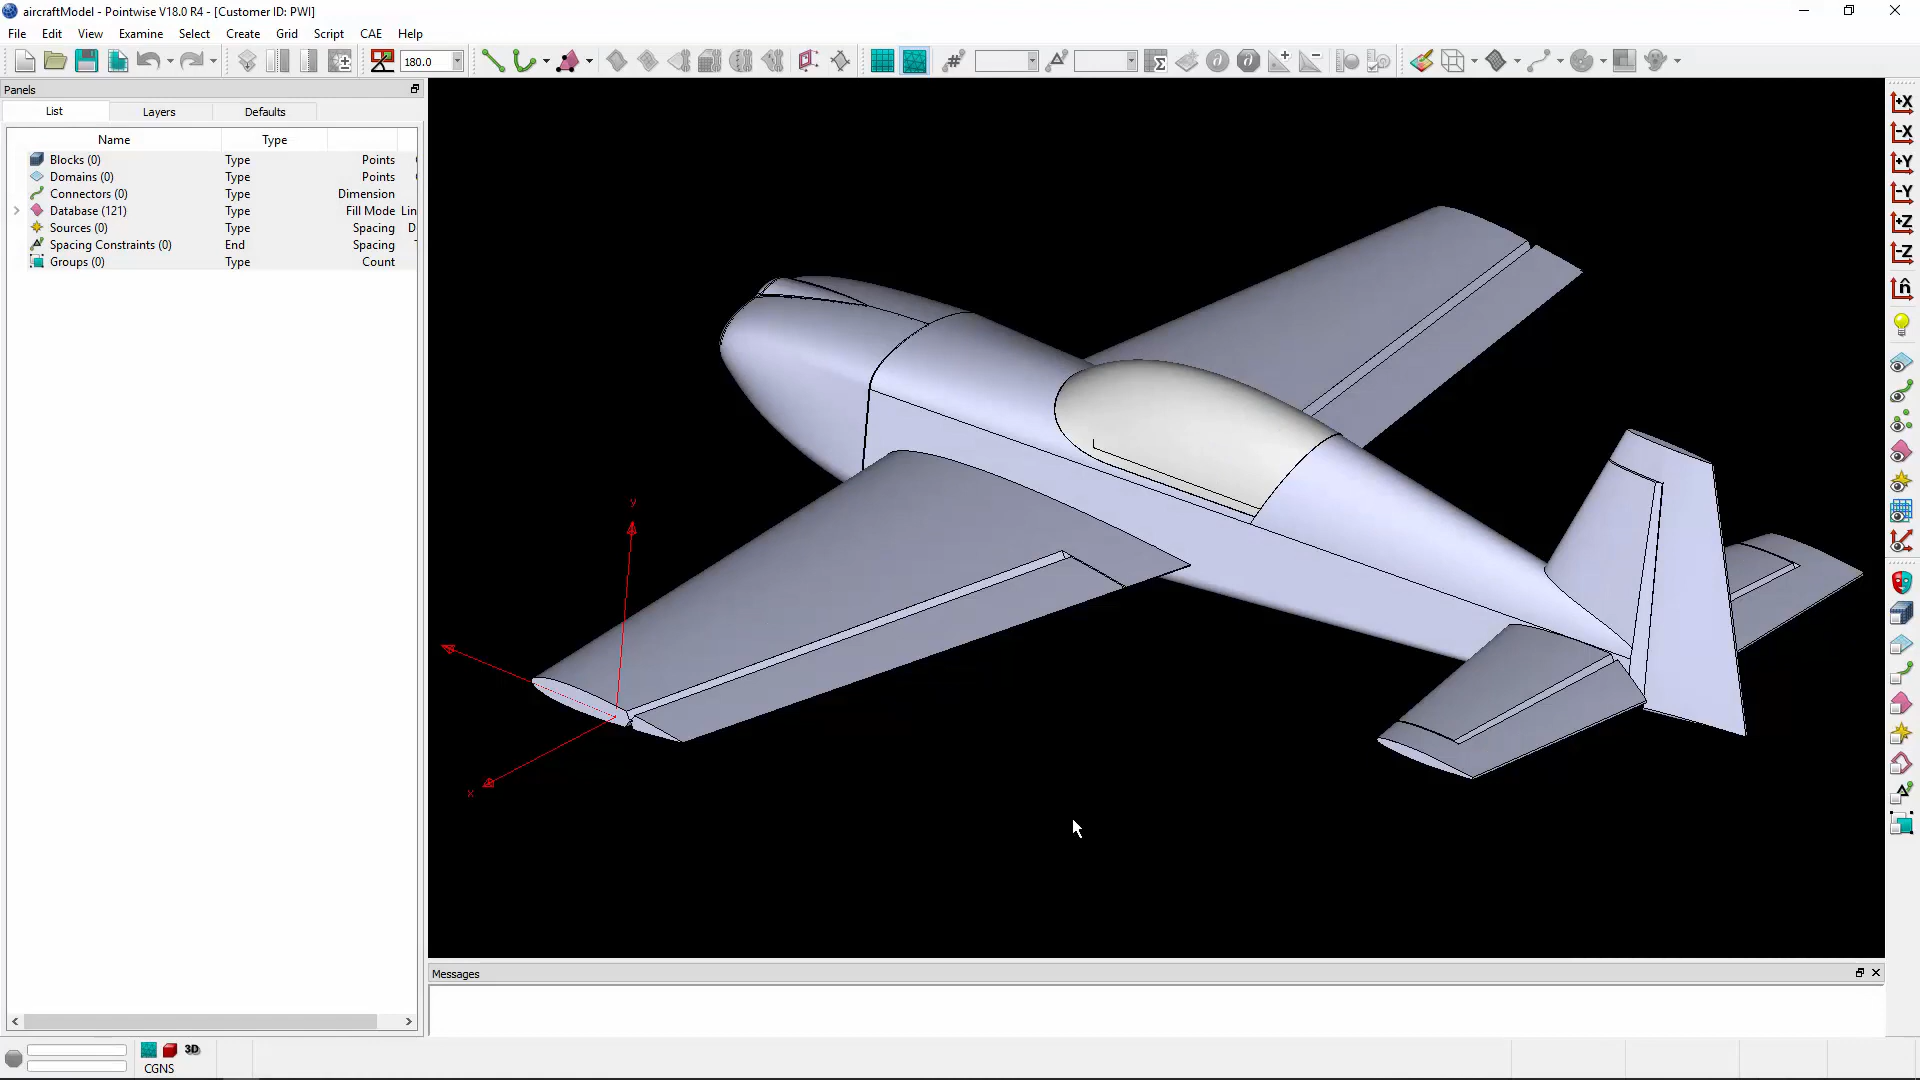 aircraftModel - Pointwise V18.0 R4 - [Customer ID: PWI]
File Edit View Examine Select Create Grid Script CAE Help
180.0
Panels
List Layers Defaults
Name Type
Blocks (0) Type Points
Domains (0) Type Points
Connectors (0) Type Dimension
Database (121) Type Fill Mode Lin
Sources (0) Type Spacing D
Spacing Constraints (0) End Spacing
Groups (0) Type Count
y
x
+X
-X
+Y
-Y
+Z
-Z
n̂
Messages
3D
CGNS